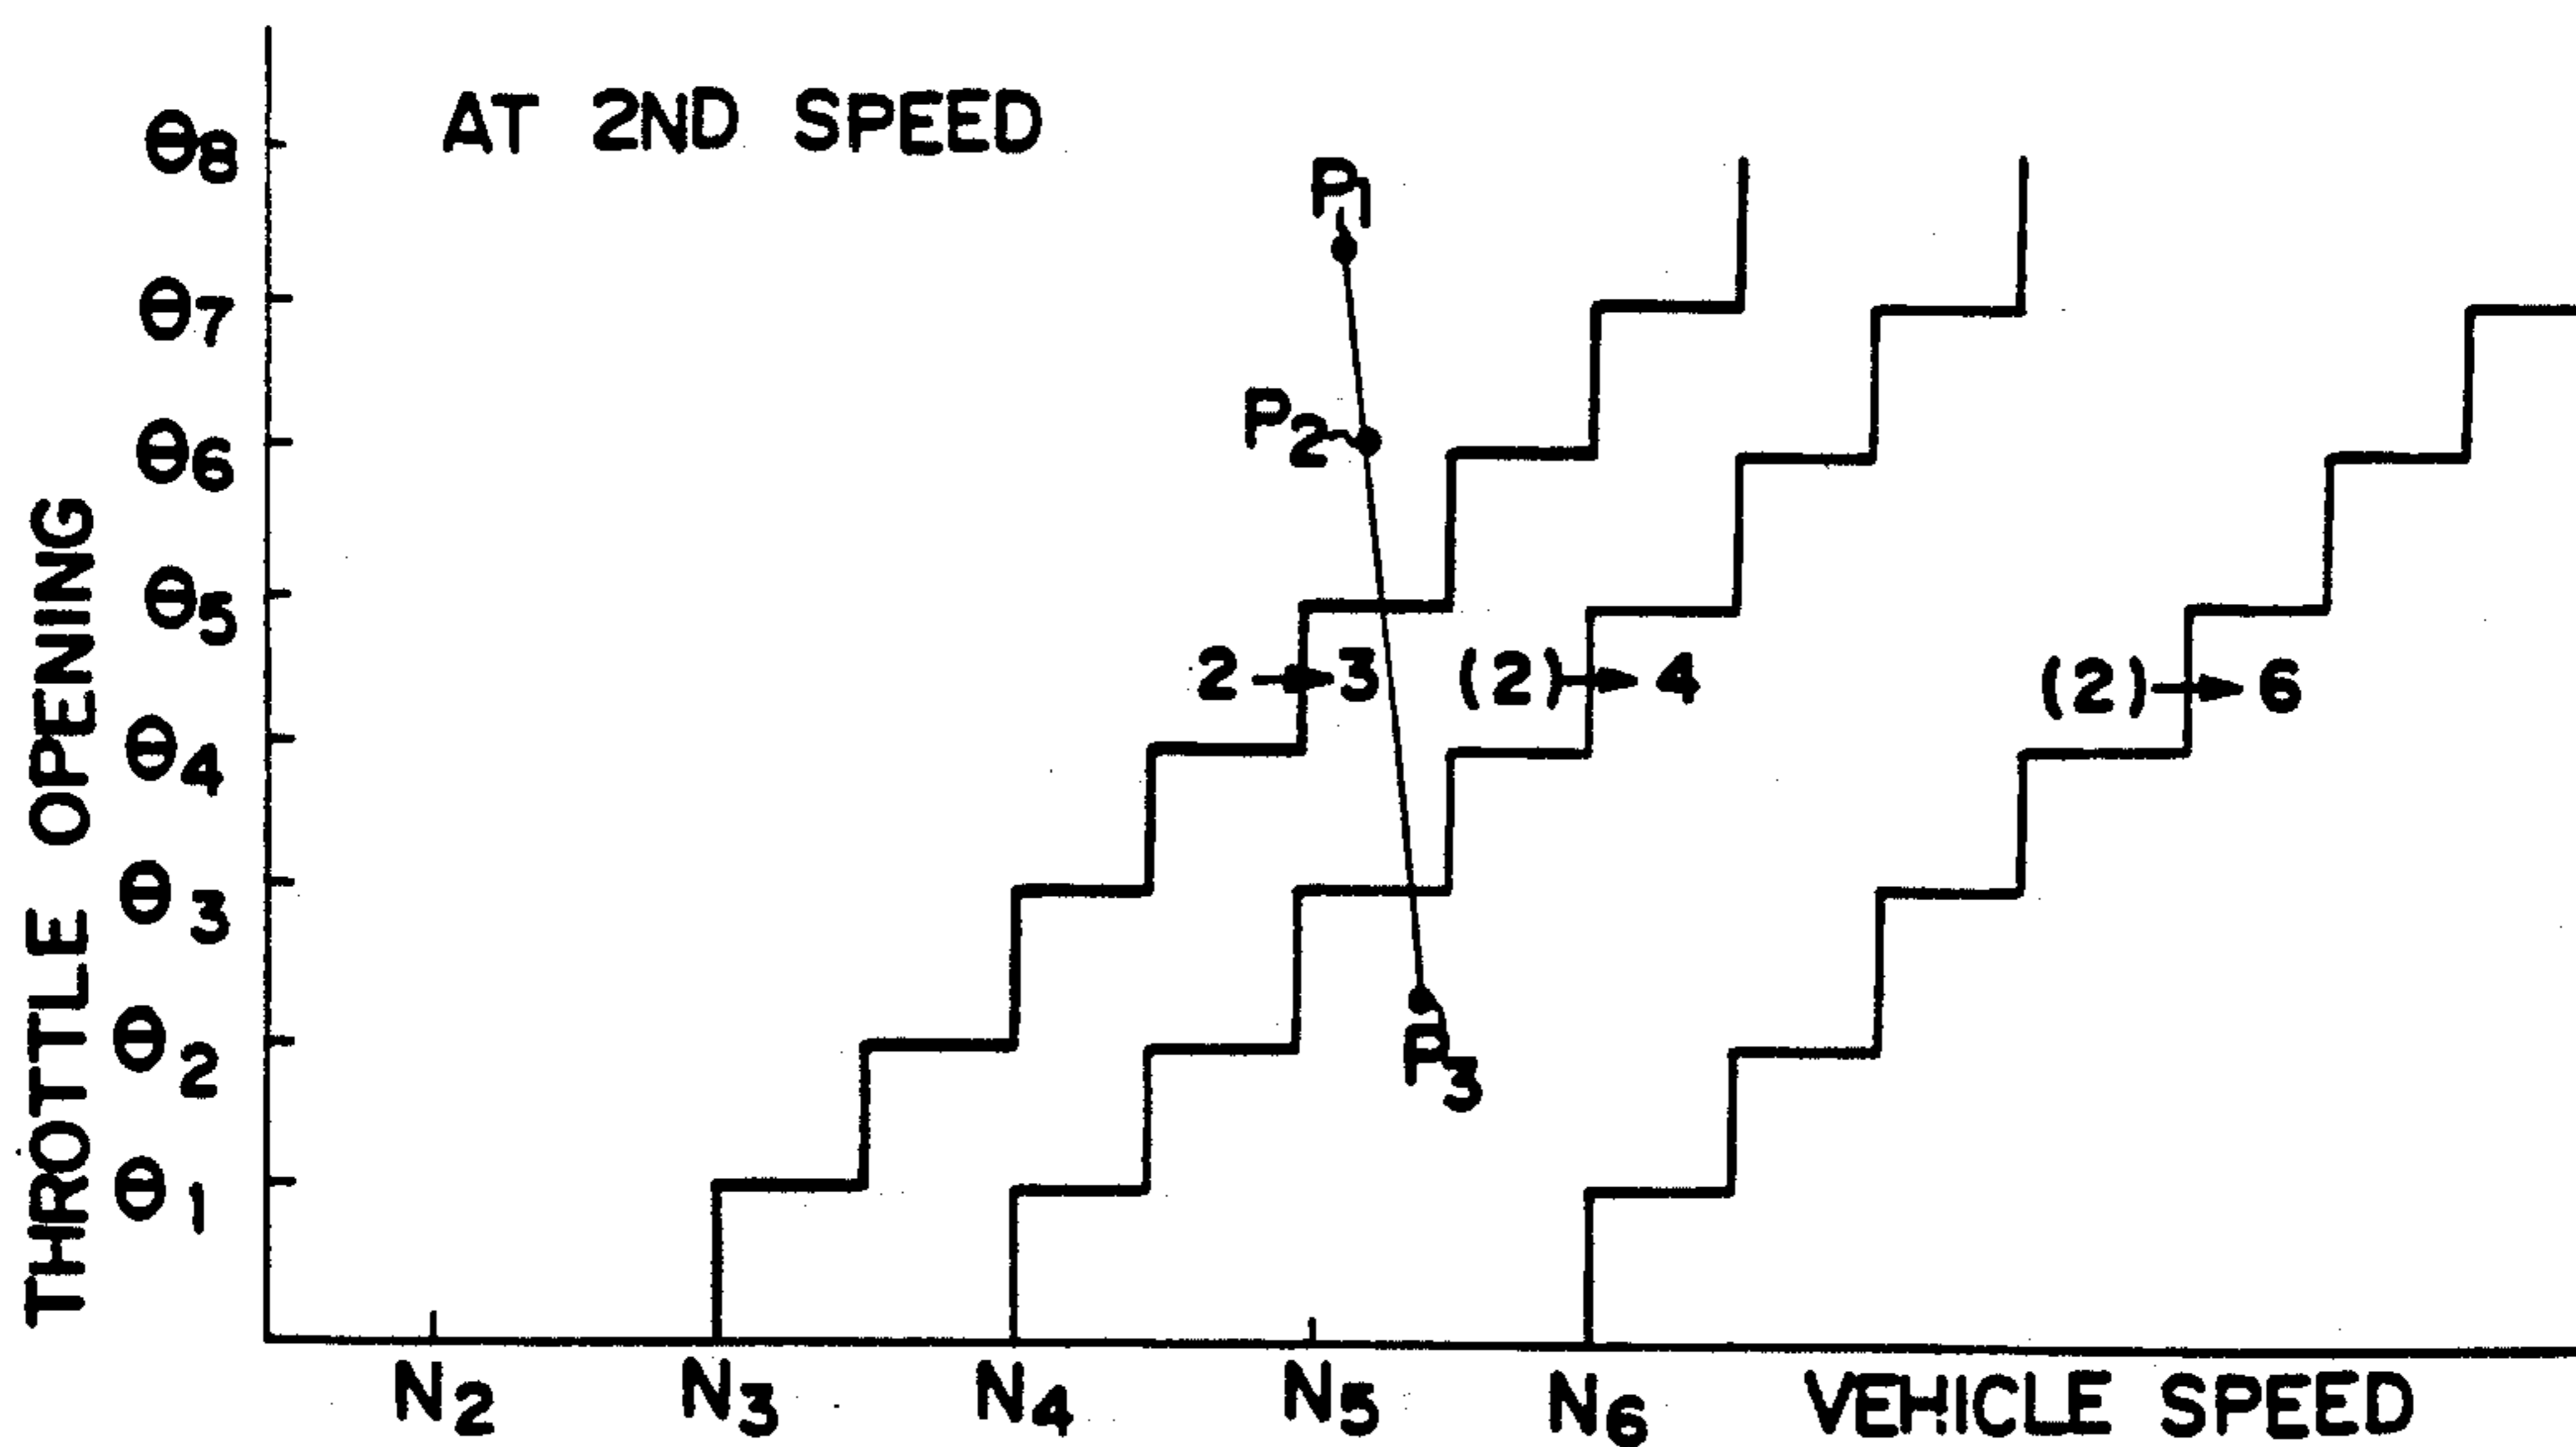 AT 2ND SPEED
θ8
P1
θ7
P2
θ6
θ5
2→3
(2)→4
(2)→6
θ4
θ3
P3
θ2
θ1
THROTTLE OPENING
N2
N3
N4
N5
N6
VEHICLE SPEED